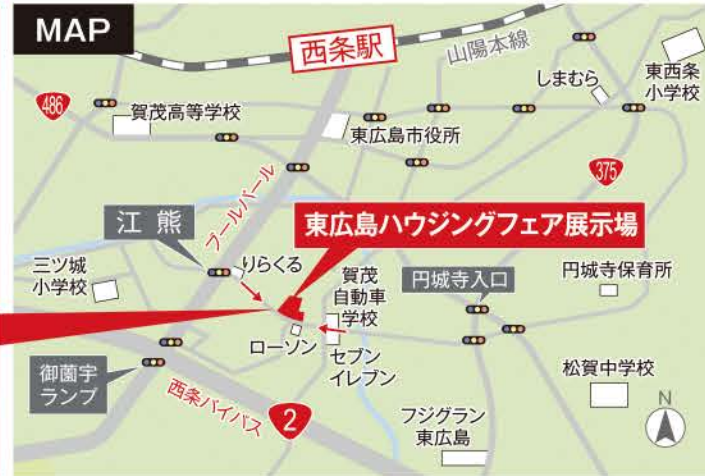 MAP
西条駅
山陽本線
しまむら
東西条
小学校
486
賀茂高等学校
東広島市役所
375
ブールバール
江熊
東広島ハウジングフェア展示場
りらくる
三ツ城
小学校
賀茂
自動車
学校
円城寺入口
円城寺保育所
ローソン
セブン
イレブン
御薗宇
ランプ
西条バイパス
2
松賀中学校
フジグラン
東広島
N